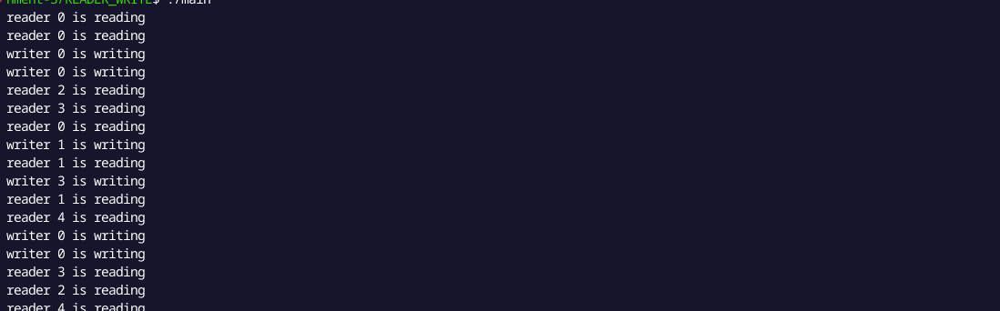 nment-3/READER_WRITE$ ./main
reader 0 is reading
reader 0 is reading
writer 0 is writing
writer 0 is writing
reader 2 is reading
reader 3 is reading
reader 0 is reading
writer 1 is writing
reader 1 is reading
writer 3 is writing
reader 1 is reading
reader 4 is reading
writer 0 is writing
writer 0 is writing
reader 3 is reading
reader 2 is reading
reader 4 is reading